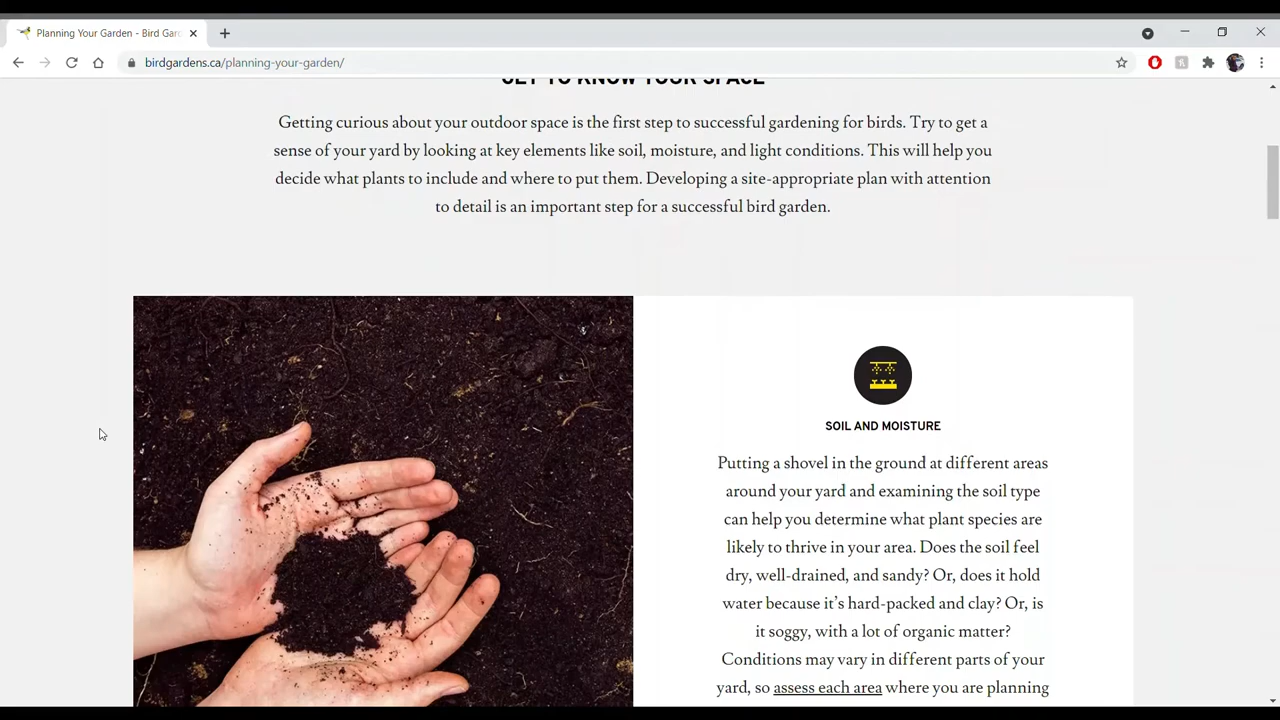 Planning Your Garden - Bird Gar
birdgardens.ca/planning-your-garden/
GET TO KNOW YOUR SPACE
Getting curious about your outdoor space is the first step to successful gardening for birds. Try to get a
sense of your yard by looking at key elements like soil, moisture, and light conditions. This will help you
decide what plants to include and where to put them. Developing a site-appropriate plan with attention
to detail is an important step for a successful bird garden.
SOIL AND MOISTURE
Putting a shovel in the ground at different areas
around your yard and examining the soil type
can help you determine what plant species are
likely to thrive in your area. Does the soil feel
dry, well-drained, and sandy? Or, does it hold
water because it’s hard-packed and clay? Or, is
it soggy, with a lot of organic matter?
Conditions may vary in different parts of your
yard, so assess each area where you are planning